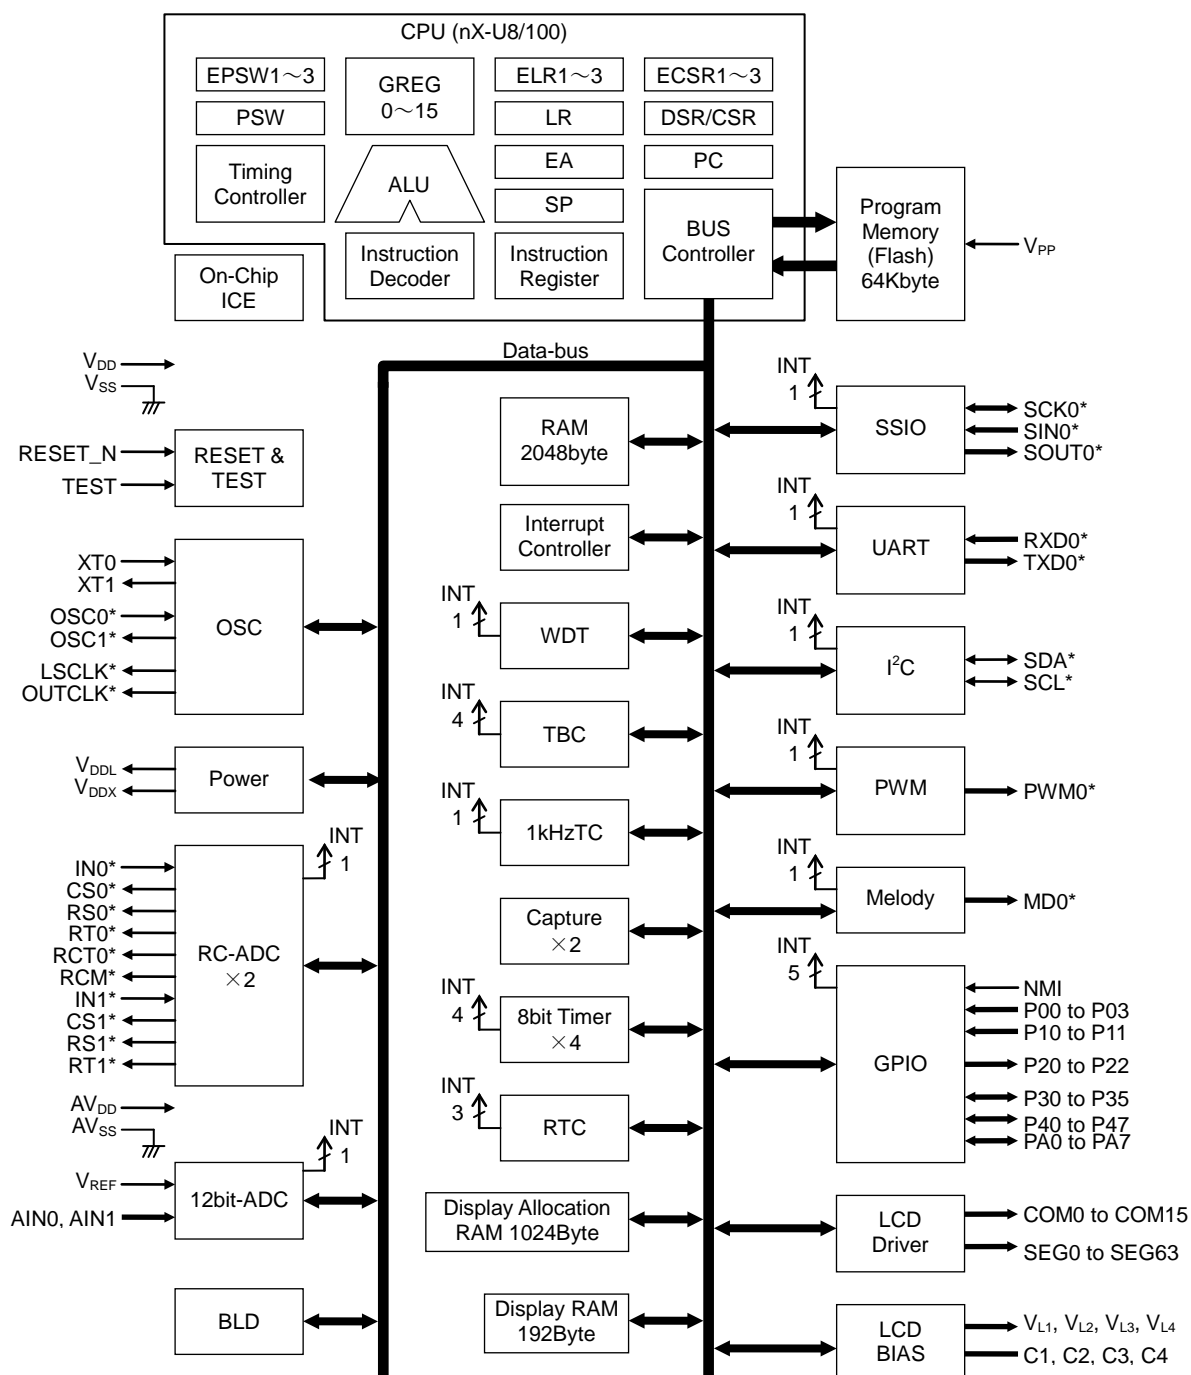 CPU (nX-U8/100)
EPSW1～3
GREG
0～15
ELR1～3
ECSR1～3
PSW
LR
DSR/CSR
Timing
Controller
ALU
EA
PC
SP
BUS
Controller
Instruction
Decoder
Instruction
Register
On-Chip
ICE
Program
Memory
(Flash)
64Kbyte
VPP
Data-bus
VDD
VSS
RESET_N
TEST
RESET &
TEST
XT0
XT1
OSC0*
OSC1*
LSCLK*
OUTCLK*
OSC
VDDL
VDDX
Power
IN0*
CS0*
RS0*
RT0*
RCT0*
RCM*
IN1*
CS1*
RS1*
RT1*
RC-ADC
×2
INT
1
AVDD
AVSS
VREF
AIN0, AIN1
12bit-ADC
INT
1
BLD
RAM
2048byte
Interrupt
Controller
INT
1
WDT
INT
4
TBC
INT
1
1kHzTC
Capture
×2
INT
4
8bit Timer
×4
INT
3
RTC
Display Allocation
RAM 1024Byte
Display RAM
192Byte
INT
1
SSIO
SCK0*
SIN0*
SOUT0*
INT
1
UART
RXD0*
TXD0*
INT
1
I²C
SDA*
SCL*
INT
1
PWM
PWM0*
INT
1
Melody
MD0*
INT
5
GPIO
NMI
P00 to P03
P10 to P11
P20 to P22
P30 to P35
P40 to P47
PA0 to PA7
LCD
Driver
COM0 to COM15
SEG0 to SEG63
LCD
BIAS
VL1, VL2, VL3, VL4
C1, C2, C3, C4